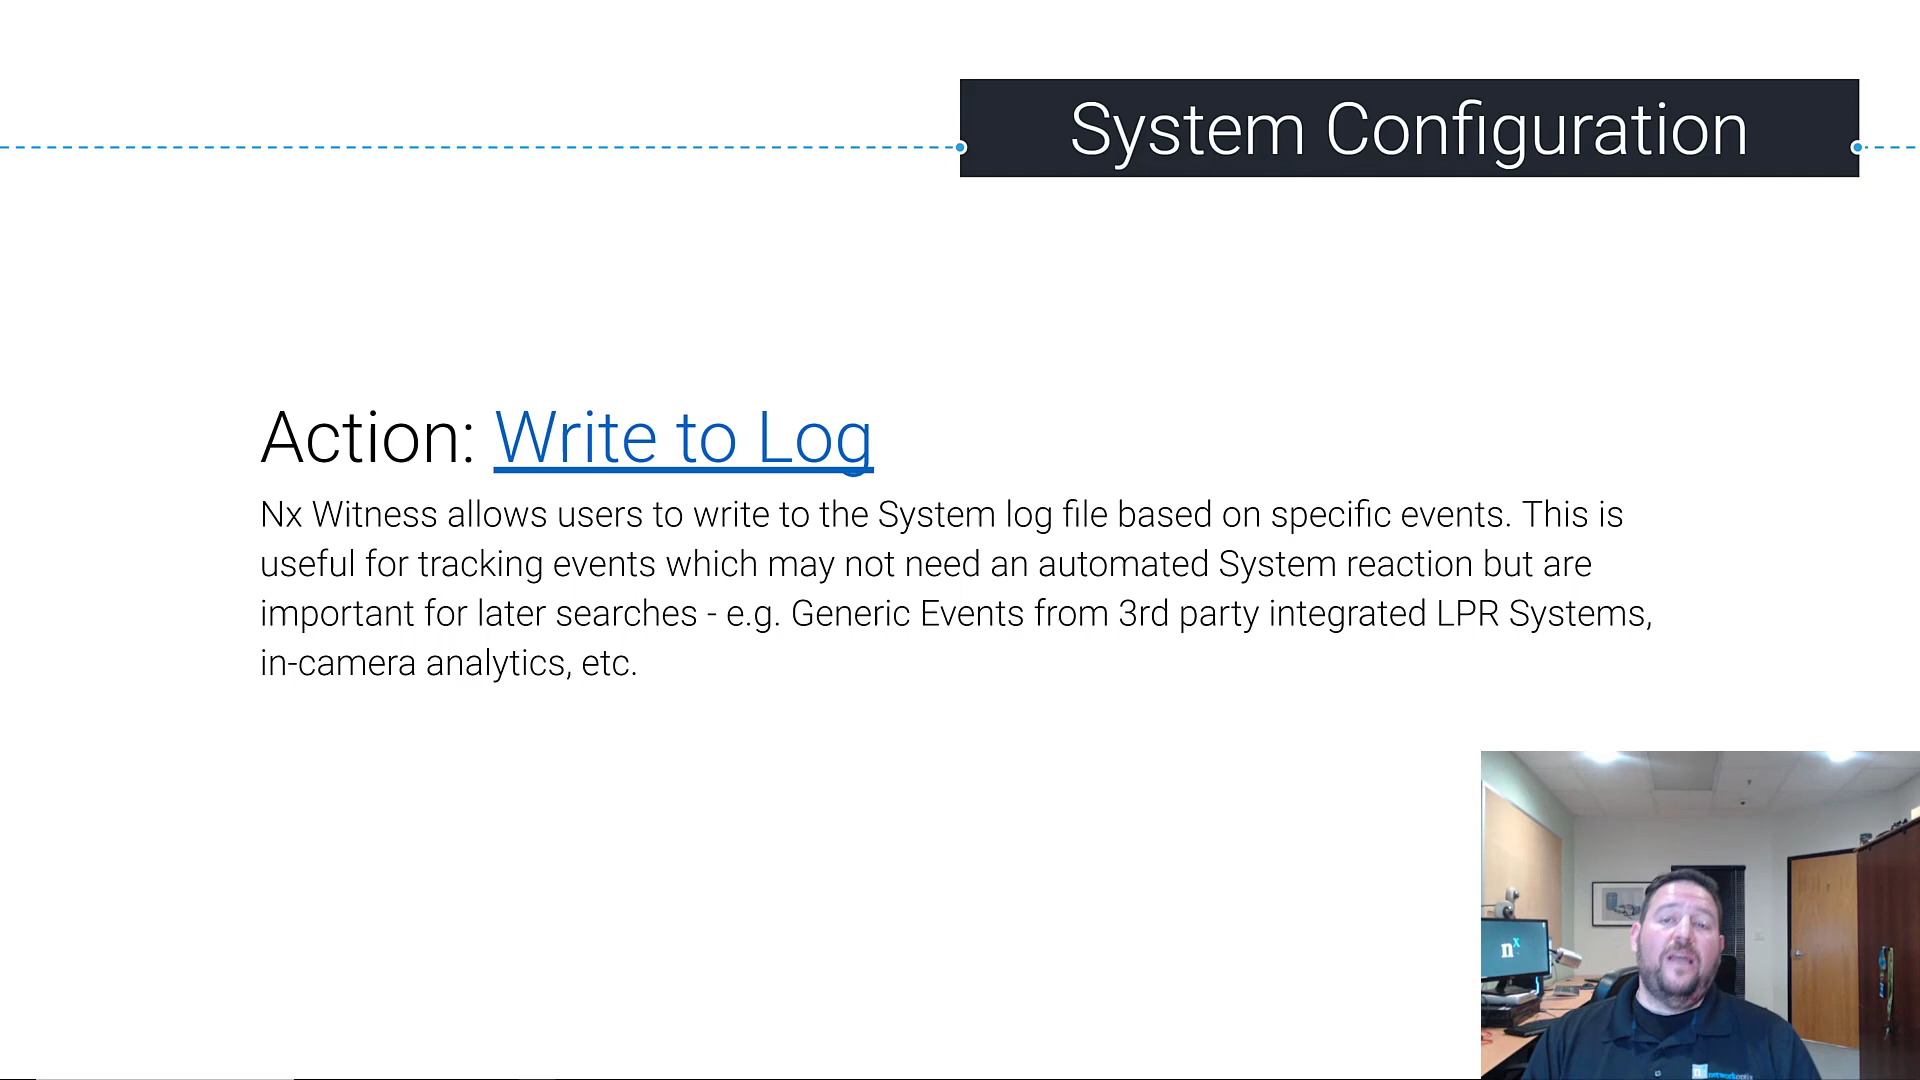 System Configuration
Action: Write to Log
Nx Witness allows users to write to the System log file based on specific events. This is
useful for tracking events which may not need an automated System reaction but are
important for later searches - e.g. Generic Events from 3rd party integrated LPR Systems,
in-camera analytics, etc.
nx
networkoptix